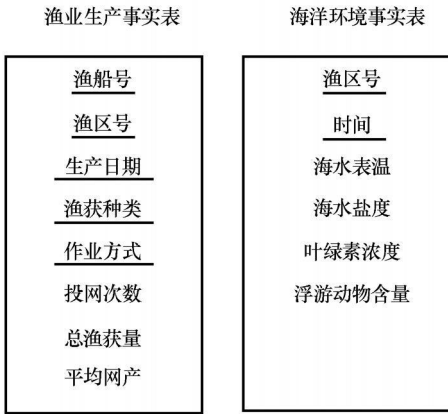 渔业生产事实表
渔船号
渔区号
生产日期
渔获种类
作业方式
投网次数
总渔获量
平均网产
海洋环境事实表
渔区号
时间
海水表温
海水盐度
叶绿素浓度
浮游动物含量